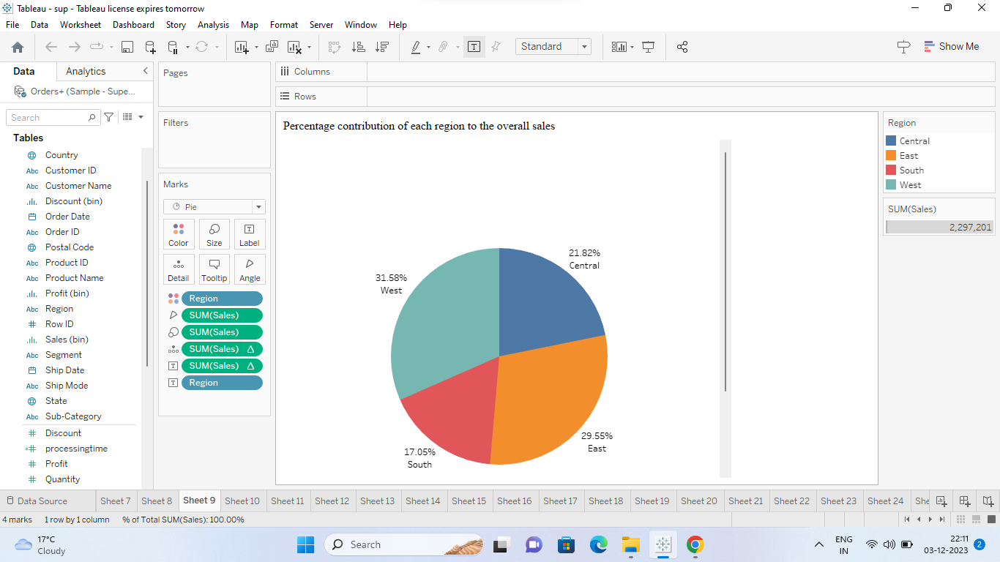 Tableau - sup - Tableau license expires tomorrow
File Data Worksheet Dashboard Story Analysis Map Format Server Window Help
Standard
Show Me
Data Analytics
Orders+ (Sample - Supe...
Search
Tables
Country
Abc Customer ID
Abc Customer Name
Discount (bin)
Order Date
Abc Order ID
Postal Code
Abc Product ID
Abc Product Name
Profit (bin)
Abc Region
# Row ID
Sales (bin)
Abc Segment
Ship Date
Abc Ship Mode
State
Abc Sub-Category
# Discount
=# processingtime
# Profit
# Quantity
Pages
Filters
Marks
Pie
Color Size Label
Detail Tooltip Angle
Region
SUM(Sales)
SUM(Sales)
SUM(Sales) Δ
SUM(Sales) Δ
Region
Columns
Rows
Percentage contribution of each region to the overall sales
21.82%
Central
31.58%
West
29.55%
East
17.05%
South
Region
Central
East
South
West
SUM(Sales)
2,297,201
Data Source Sheet 7 Sheet 8 Sheet 9 Sheet 10 Sheet 11 Sheet 12 Sheet 13 Sheet 14 Sheet 15 Sheet 16 Sheet 17 Sheet 18 Sheet 19 Sheet 20 Sheet 21 Sheet 22 Sheet 23 Sheet 24 She
4 marks 1 row by 1 column % of Total SUM(Sales): 100.00%
17°C
Cloudy
Search
ENG
IN
22:11
03-12-2023
2